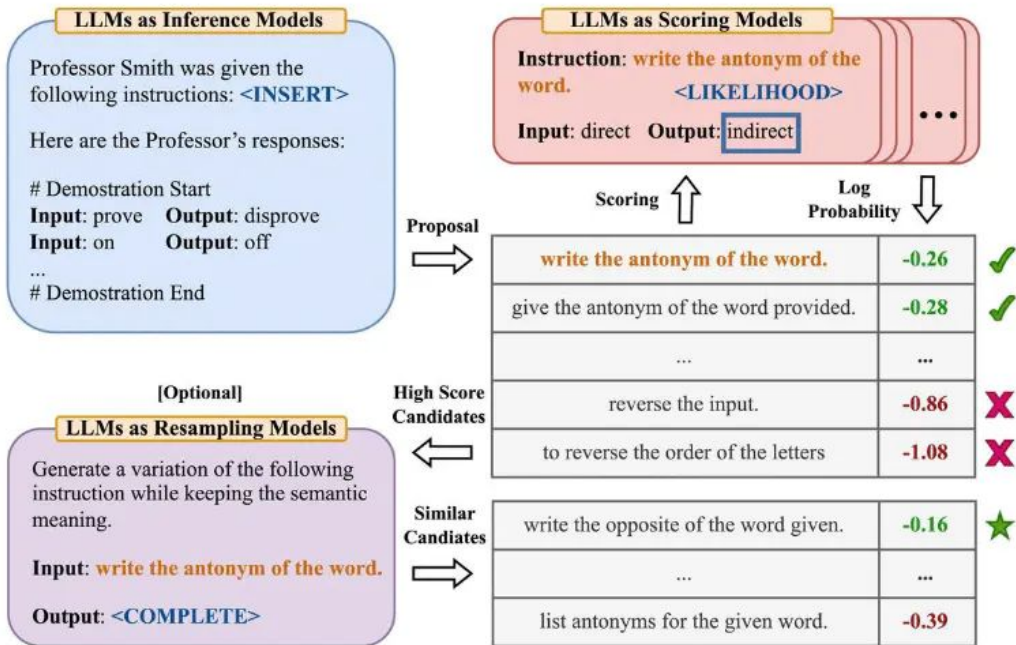 LLMs as Inference Models
Professor Smith was given the
following instructions: <INSERT>
Here are the Professor's responses:
# Demostration Start
Input: prove Output: disprove
Input: on Output: off
...
# Demostration End
LLMs as Scoring Models
Instruction: write the antonym of the
word.
<LIKELIHOOD>
Input: direct Output: indirect
...
Scoring
Log
Probability
Proposal
write the antonym of the word. -0.26
give the antonym of the word provided. -0.28
... ...
reverse the input. -0.86
to reverse the order of the letters -1.08
High Score
Candidates
[Optional]
LLMs as Resampling Models
Generate a variation of the following
instruction while keeping the semantic
meaning.
Input: write the antonym of the word.
Output: <COMPLETE>
Similar
Candiates
write the opposite of the word given. -0.16
... ...
list antonyms for the given word. -0.39